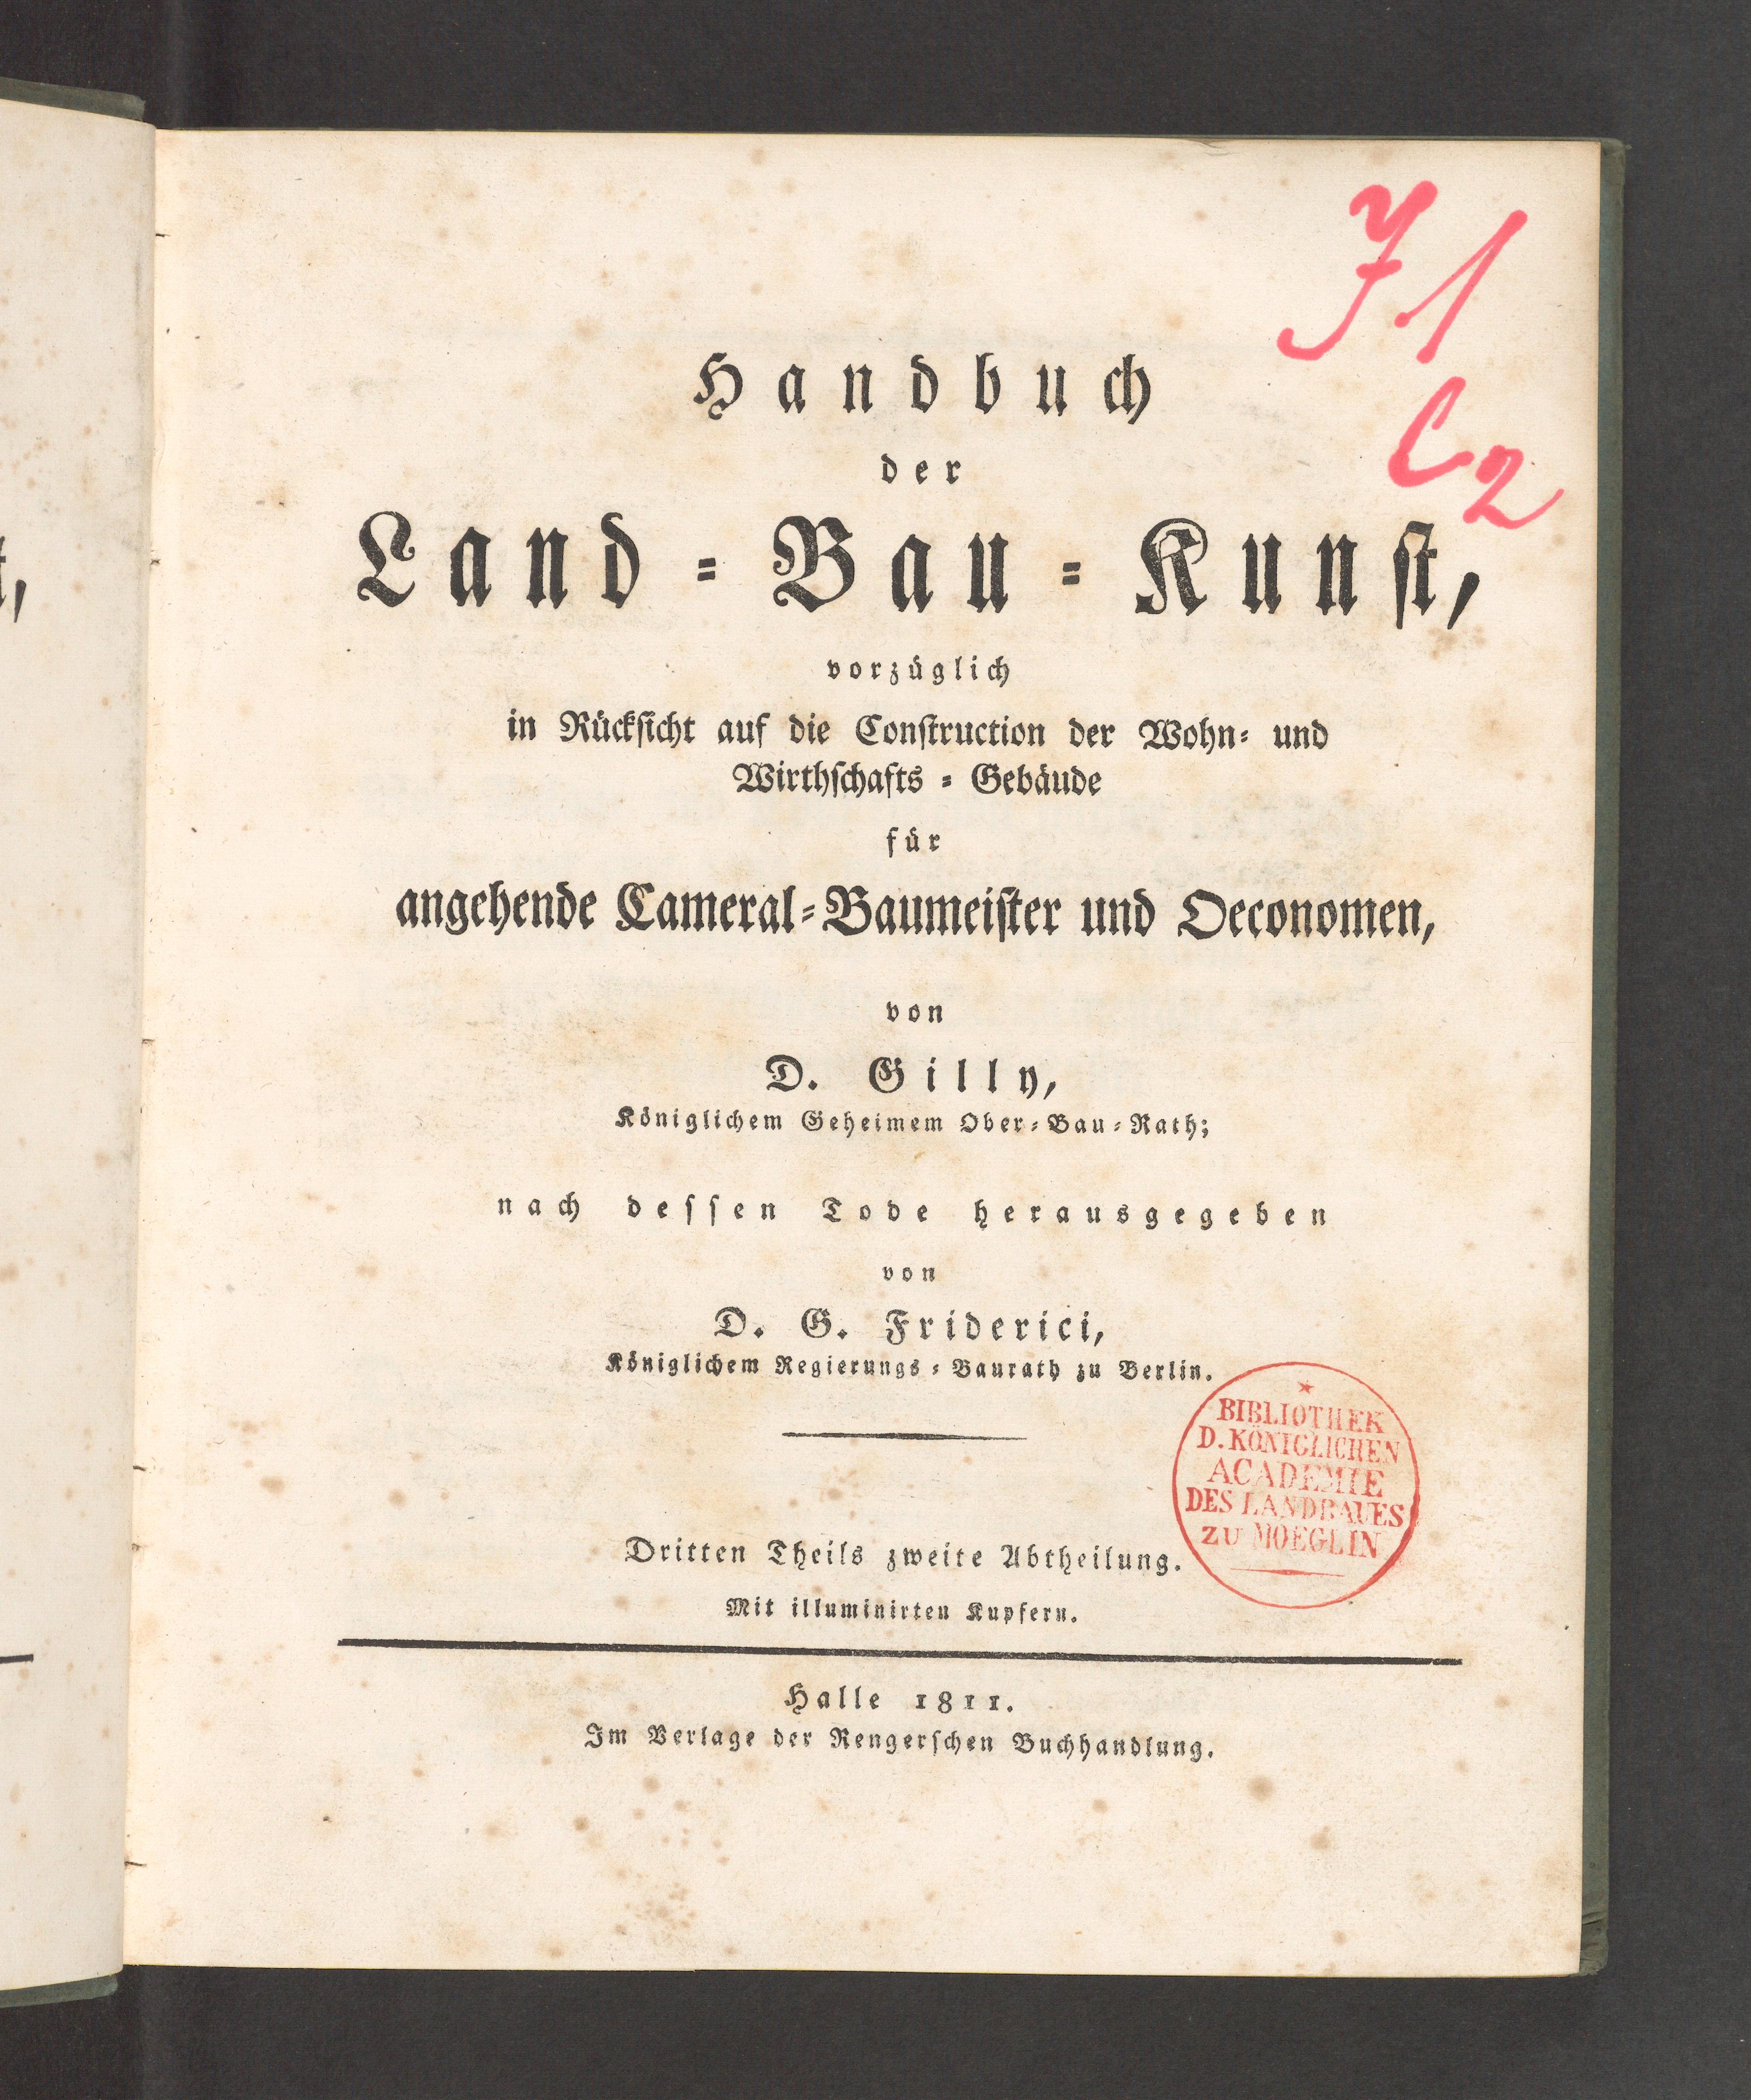 J 1
C2
Handbuch
der
Land-Bau-Kunſt,
vorzüglich
in Rückſicht auf die Conſtruction der Wohn- und
Wirthſchafts-Gebäude
für
angehende Cameral-Baumeiſter und Oeconomen,
von
D. Gilly,
Königlichem Geheimem Ober-Bau-Rath;
nach deſſen Tode herausgegeben
von
D. G. Friderici,
Königlichem Regierungs-Baurath zu Berlin.
BIBLIOTHEK
D. KÖNIGLICHEN
ACADEMIE
DES LANDBAUES
ZU MOEGLIN
Dritten Theils zweite Abtheilung.
Mit illuminirten Kupfern.
Halle 1811.
Im Verlage der Rengerſchen Buchhandlung.